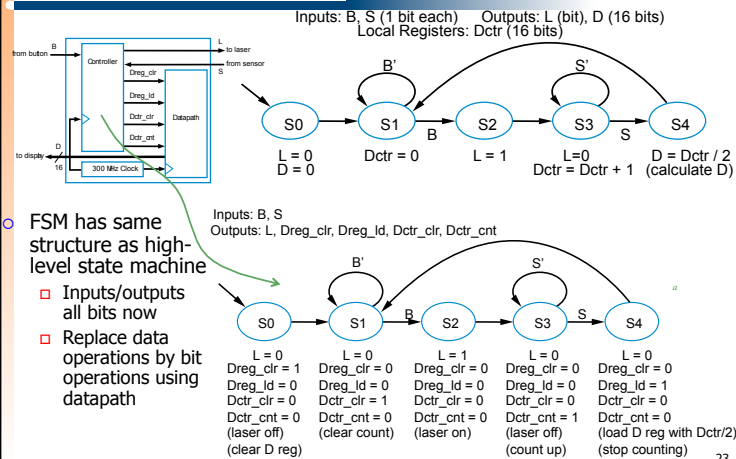 Inputs: B, S (1 bit each) Outputs: L (bit), D (16 bits)
Local Registers: Dctr (16 bits)
from button
B
Controller
L
to laser
from sensor
S
Dreg_clr
Dreg_ld
Dctr_clr
Dctr_cnt
Datapath
to display
D
16
300 MHz Clock
B'
S'
S0
S1
B
S2
S3
S
S4
L = 0
D = 0
Dctr = 0
L = 1
L=0
Dctr = Dctr + 1
D = Dctr / 2
(calculate D)
FSM has same
structure as high-
level state machine
Inputs/outputs
all bits now
Replace data
operations by bit
operations using
datapath
Inputs: B, S
Outputs: L, Dreg_clr, Dreg_ld, Dctr_clr, Dctr_cnt
B'
S'
a
S0
S1
B
S2
S3
S
S4
L = 0
Dreg_clr = 1
Dreg_ld = 0
Dctr_clr = 0
Dctr_cnt = 0
(laser off)
(clear D reg)
L = 0
Dreg_clr = 0
Dreg_ld = 0
Dctr_clr = 1
Dctr_cnt = 0
(clear count)
L = 1
Dreg_clr = 0
Dreg_ld = 0
Dctr_clr = 0
Dctr_cnt = 0
(laser on)
L = 0
Dreg_clr = 0
Dreg_ld = 0
Dctr_clr = 0
Dctr_cnt = 1
(laser off)
(count up)
L = 0
Dreg_clr = 0
Dreg_ld = 1
Dctr_clr = 0
Dctr_cnt = 0
(load D reg with Dctr/2)
(stop counting)
23